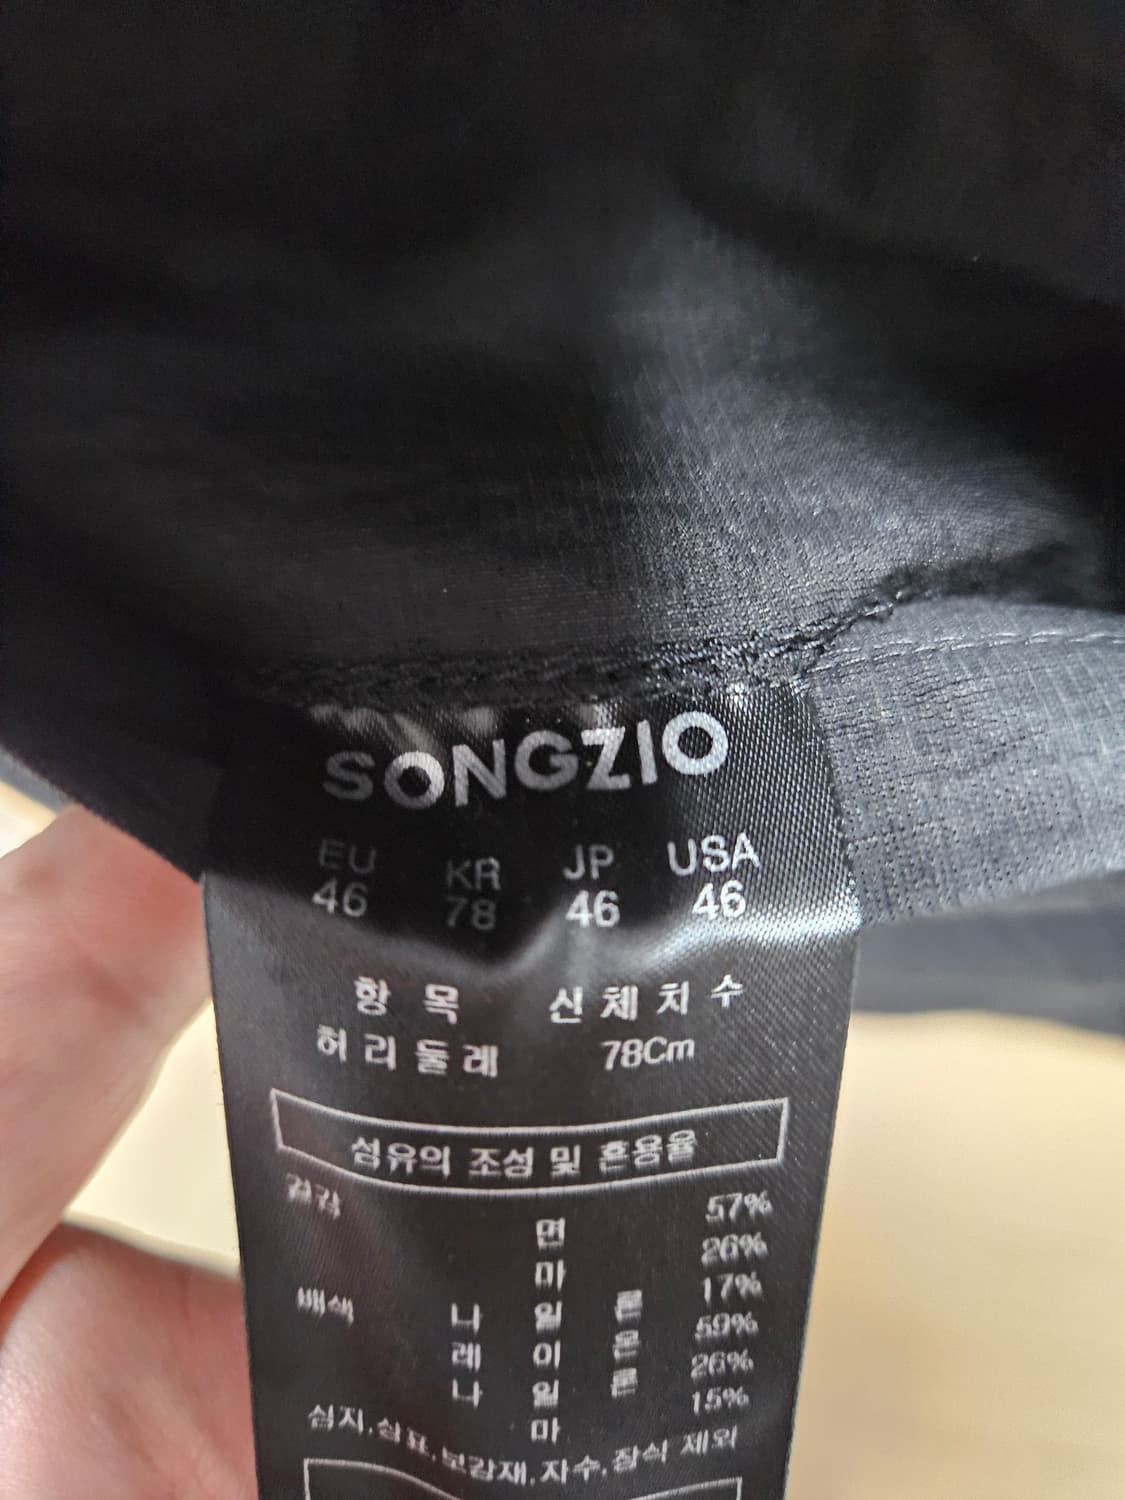 SONGZIO
EU KR JP USA
46 78 46 46
항 목 신 체 치 수
허 리 둘 레 78Cm
섬유의 조성 및 혼용율
겉감 면 57%
마 26%
나 일 론 17%
배색 레 이 온 59%
나 일 론 26%
마 15%
심지,상표,보강재,자수,장식 제외